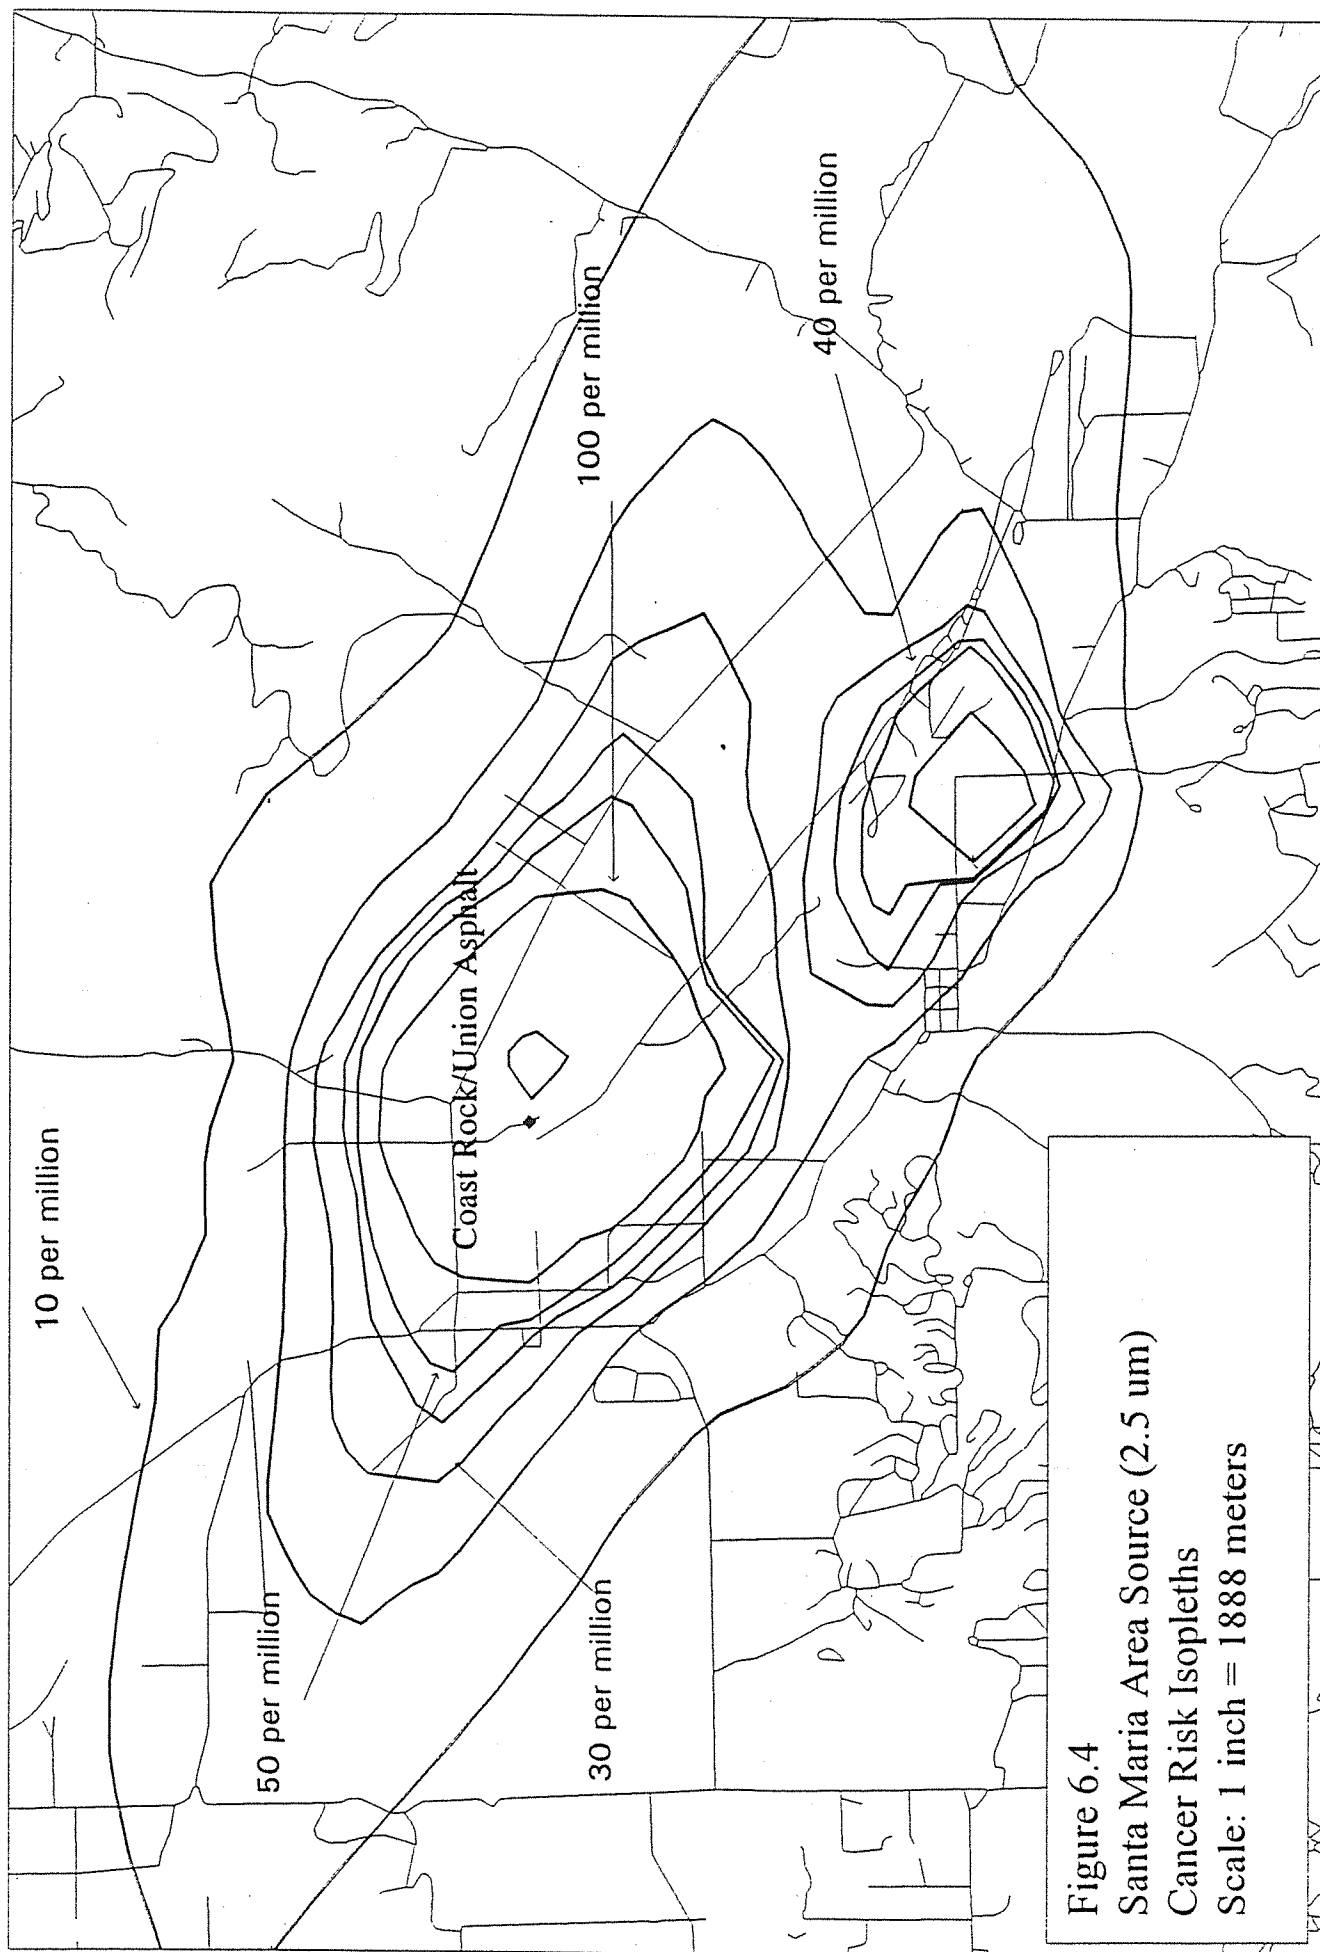 10 per million
50 per million
30 per million
Coast Rock/Union Asphalt
100 per million
40 per million
Figure 6.4
Santa Maria Area Source (2.5 um)
Cancer Risk Isopleths
Scale: 1 inch = 1888 meters